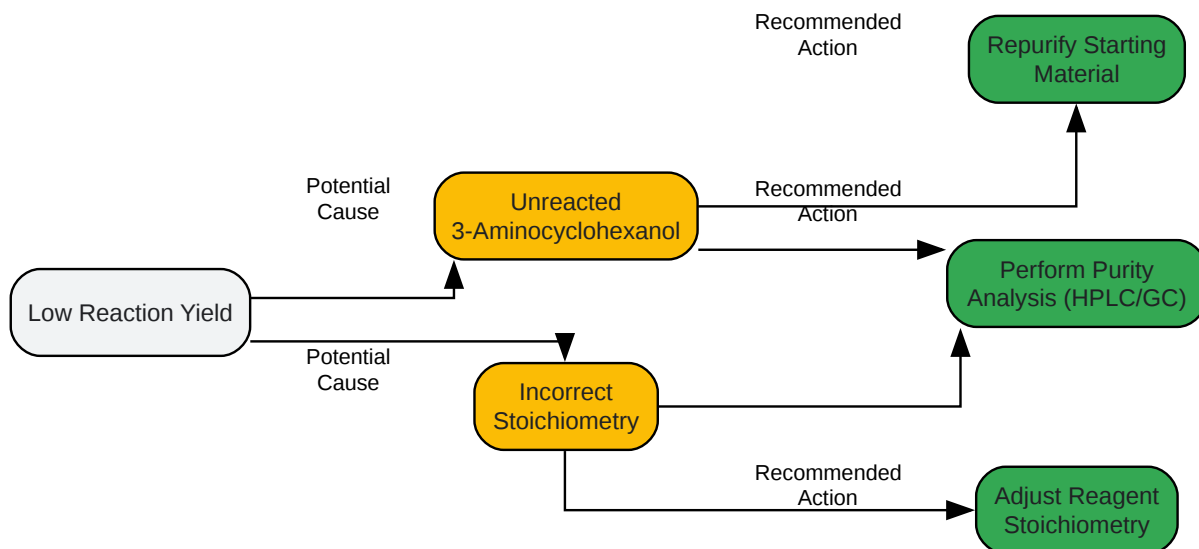 Recommended
Action
Repurify Starting
Material
Potential
Cause
Unreacted
3-Aminocyclohexanol
Recommended
Action
Perform Purity
Analysis (HPLC/GC)
Low Reaction Yield
Potential
Cause
Incorrect
Stoichiometry
Recommended
Action
Adjust Reagent
Stoichiometry